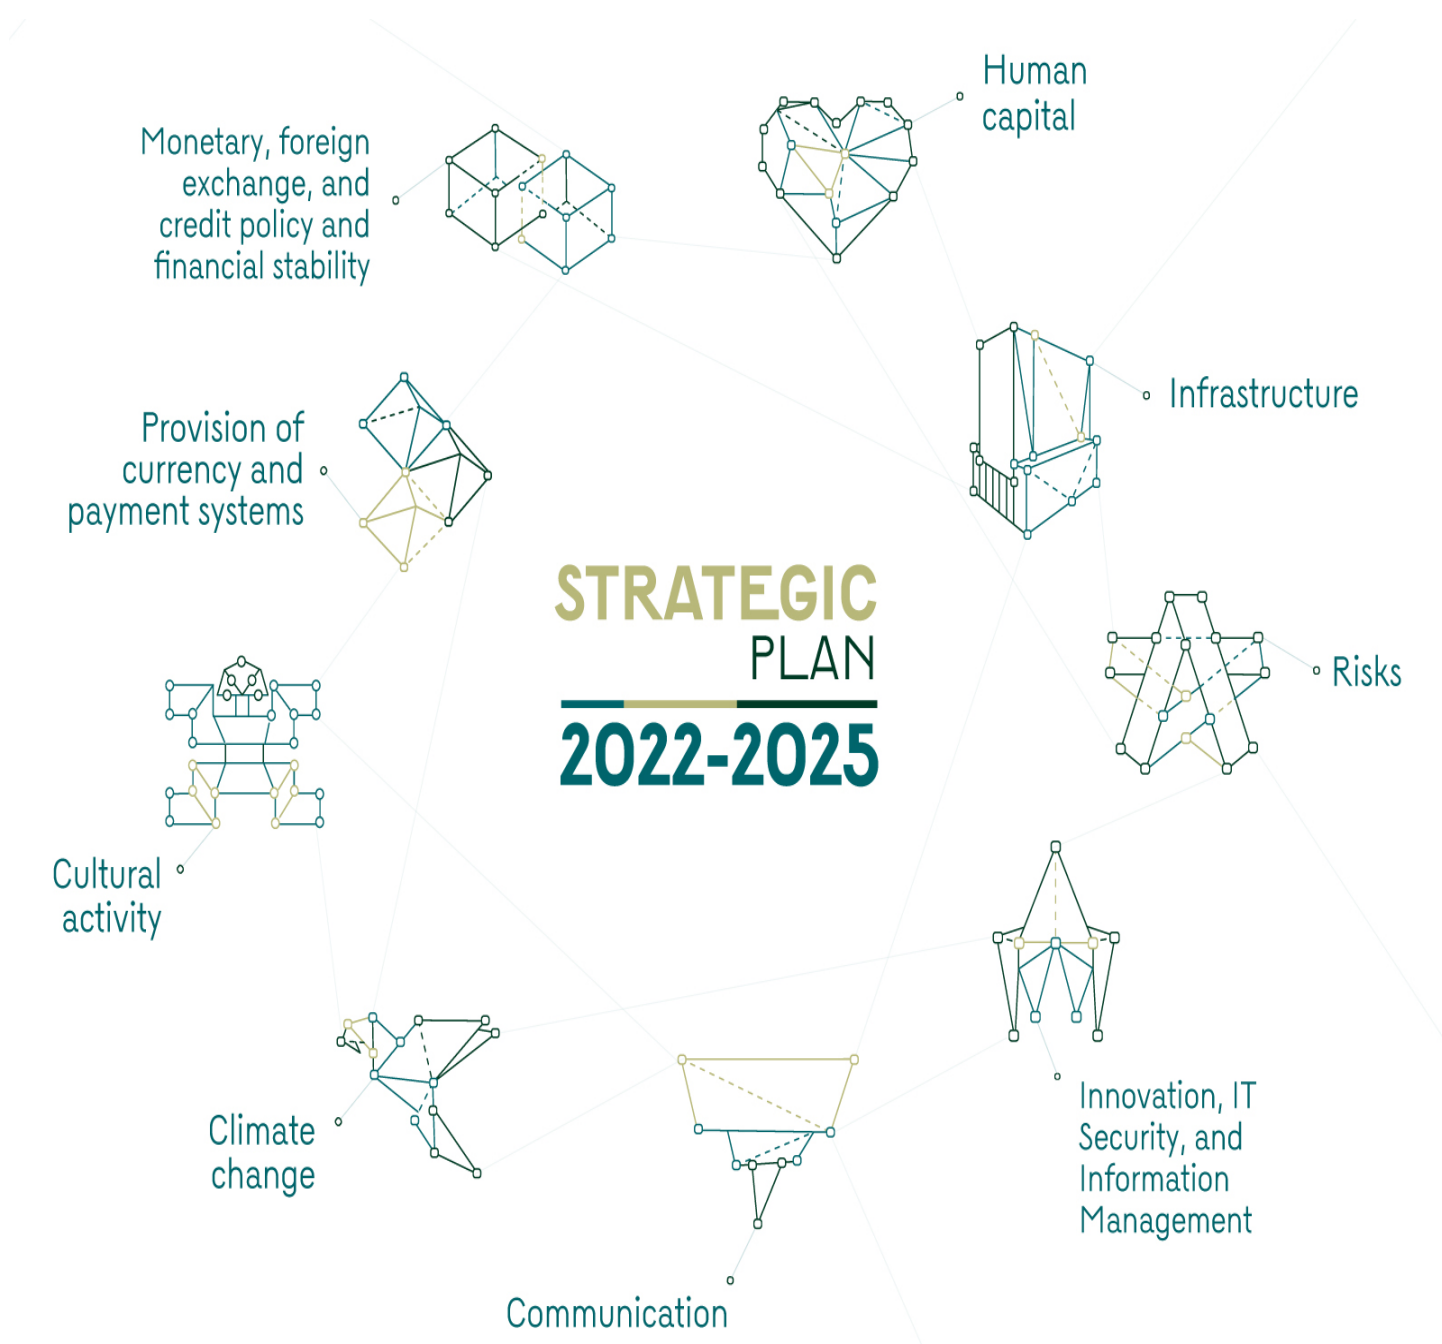 Human
capital
Monetary, foreign
exchange, and
credit policy and
financial stability
Infrastructure
Provision of
currency and
payment systems
STRATEGIC
PLAN
2022-2025
Risks
Cultural
activity
Innovation, IT
Security, and
Information
Management
Climate
change
Communication